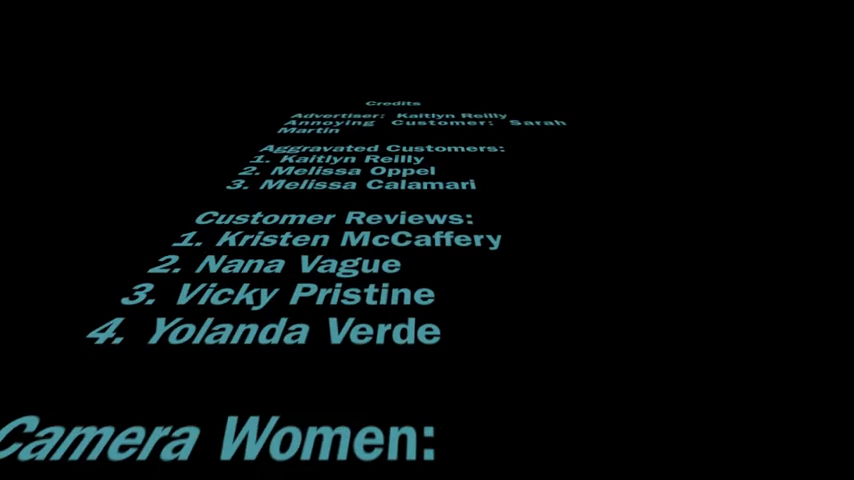 Credits
Advertiser: Kaitlyn Reilly
Annoying Customer: Sarah
Martin
Aggravated Customers:
1. Kaitlyn Reilly
2. Melissa Oppel
3. Melissa Calamari
Customer Reviews:
1. Kristen McCaffery
2. Nana Vague
3. Vicky Pristine
4. Yolanda Verde
Camera Women: